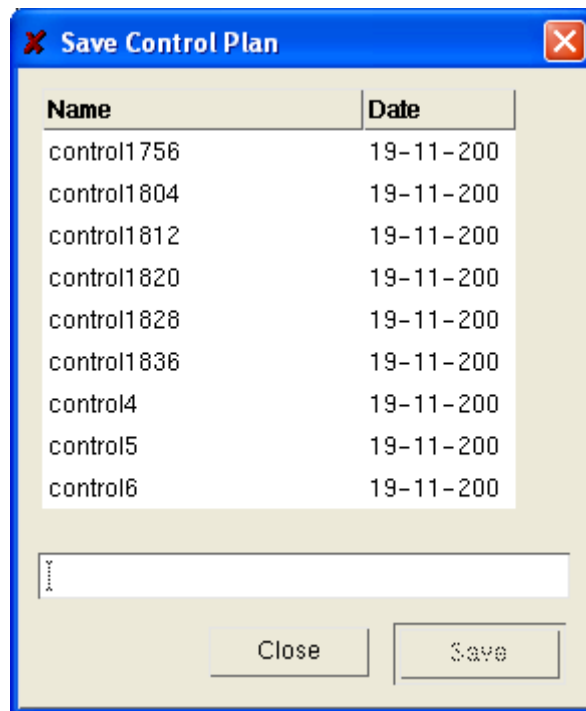 Save Control Plan
Name Date
control1756 19-11-200
control1804 19-11-200
control1812 19-11-200
control1820 19-11-200
control1828 19-11-200
control1836 19-11-200
control4 19-11-200
control5 19-11-200
control6 19-11-200
Close Save